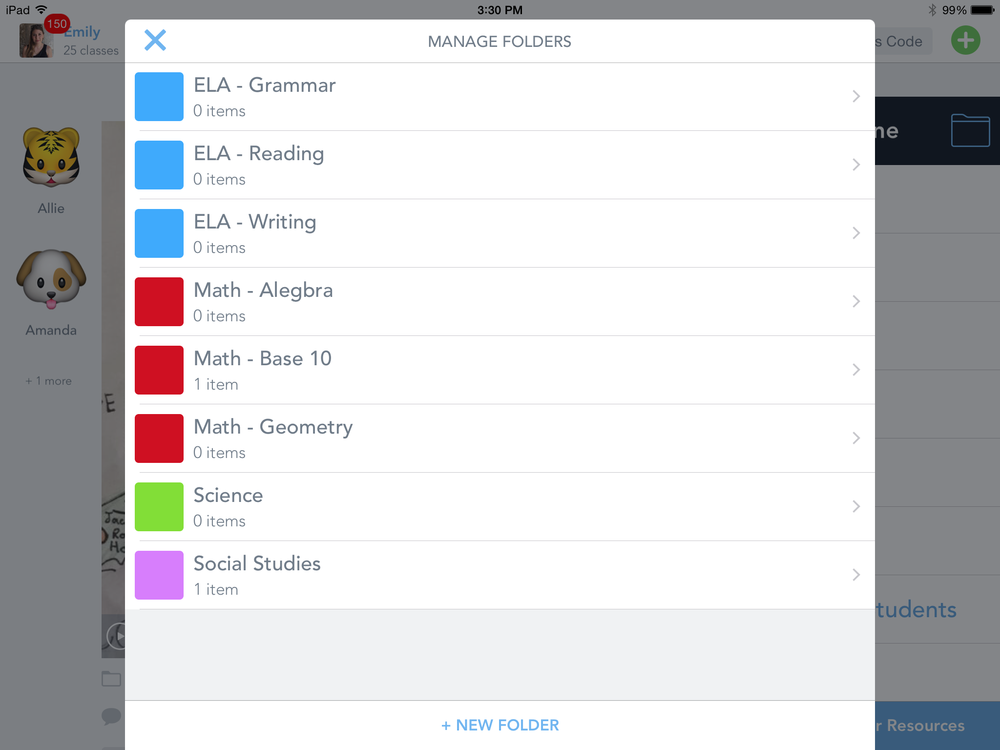 iPad 3:30 PM 99%
150
Emily
25 classes
MANAGE FOLDERS
s Code
ELA - Grammar
0 items
ne
ELA - Reading
0 items
Allie
ELA - Writing
0 items
Math - Alegbra
0 items
Amanda
Math - Base 10
1 item
+ 1 more
Math - Geometry
0 items
Science
0 items
Social Studies
1 item
tudents
+ NEW FOLDER
r Resources